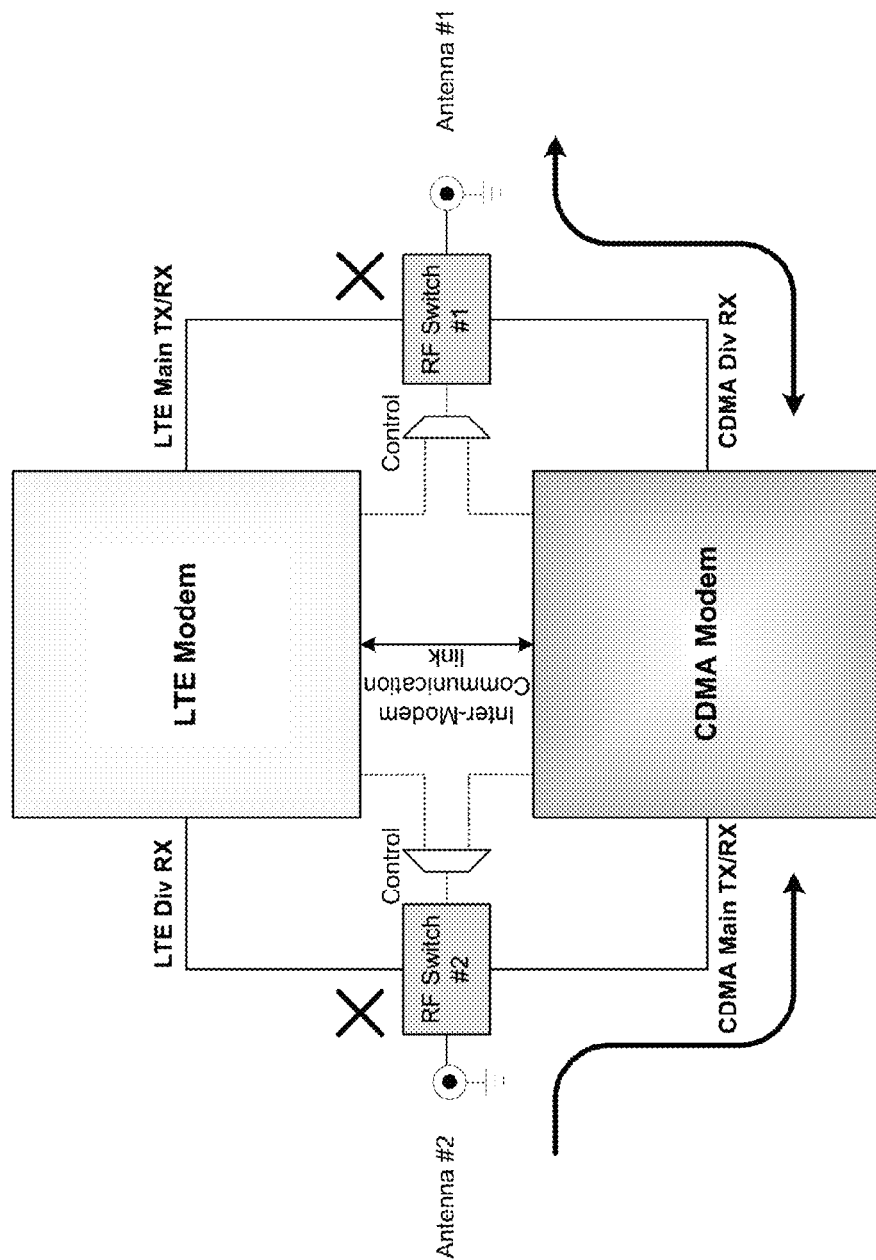 Antenna #1
LTE Main TX/RX
RF Switch
#1
CDMA Div RX
Control
LTE Modem
Inter-Modem
Communication
link
CDMA Modem
Control
LTE Div RX
RF Switch
#2
CDMA Main TX/RX
Antenna #2